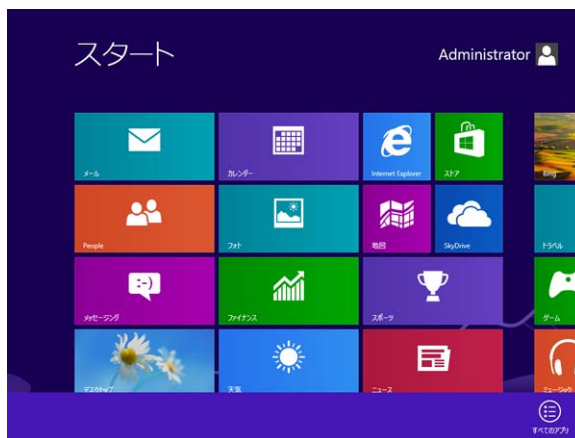 スタート
Administrator
メール
カレンダー
Internet Explorer
ストア
Bing
People
フォト
地図
SkyDrive
トラベル
メッセージング
ファイナンス
スポーツ
ゲーム
デスクトップ
天気
ニュース
ミュージック
すべてのアプリ